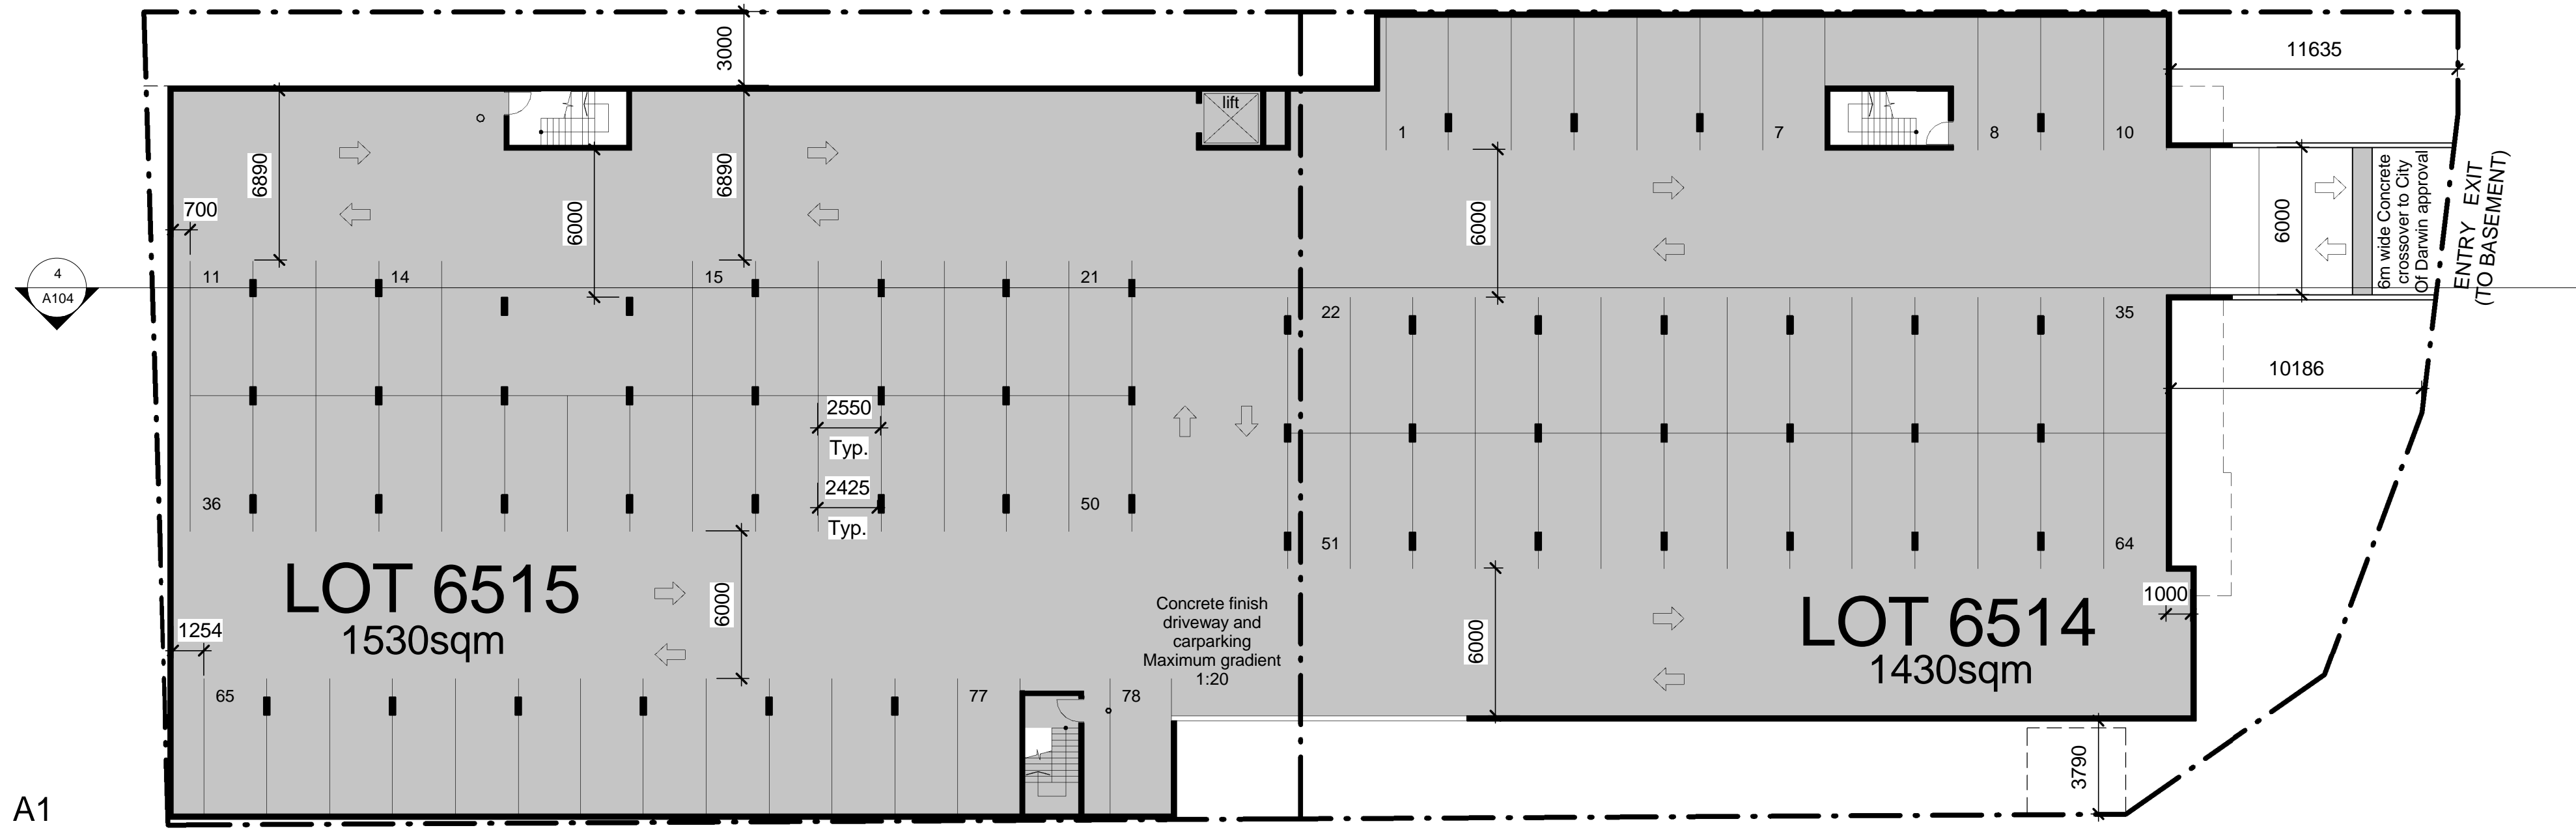 3000
11635
lift
1
7
8
10
6890
6890
700
6000
6000
6000
6m wide Concrete
crossover to City
Of Darwin approval
ENTRY EXIT
(TO BASEMENT)
4
A104
11
14
15
21
22
35
10186
2550
Typ.
2425
Typ.
36
50
51
64
LOT 6515
1530sqm
6000
Concrete finish
driveway and
carparking
Maximum gradient
1:20
6000
LOT 6514
1430sqm
1000
1254
65
77
78
3790
A1